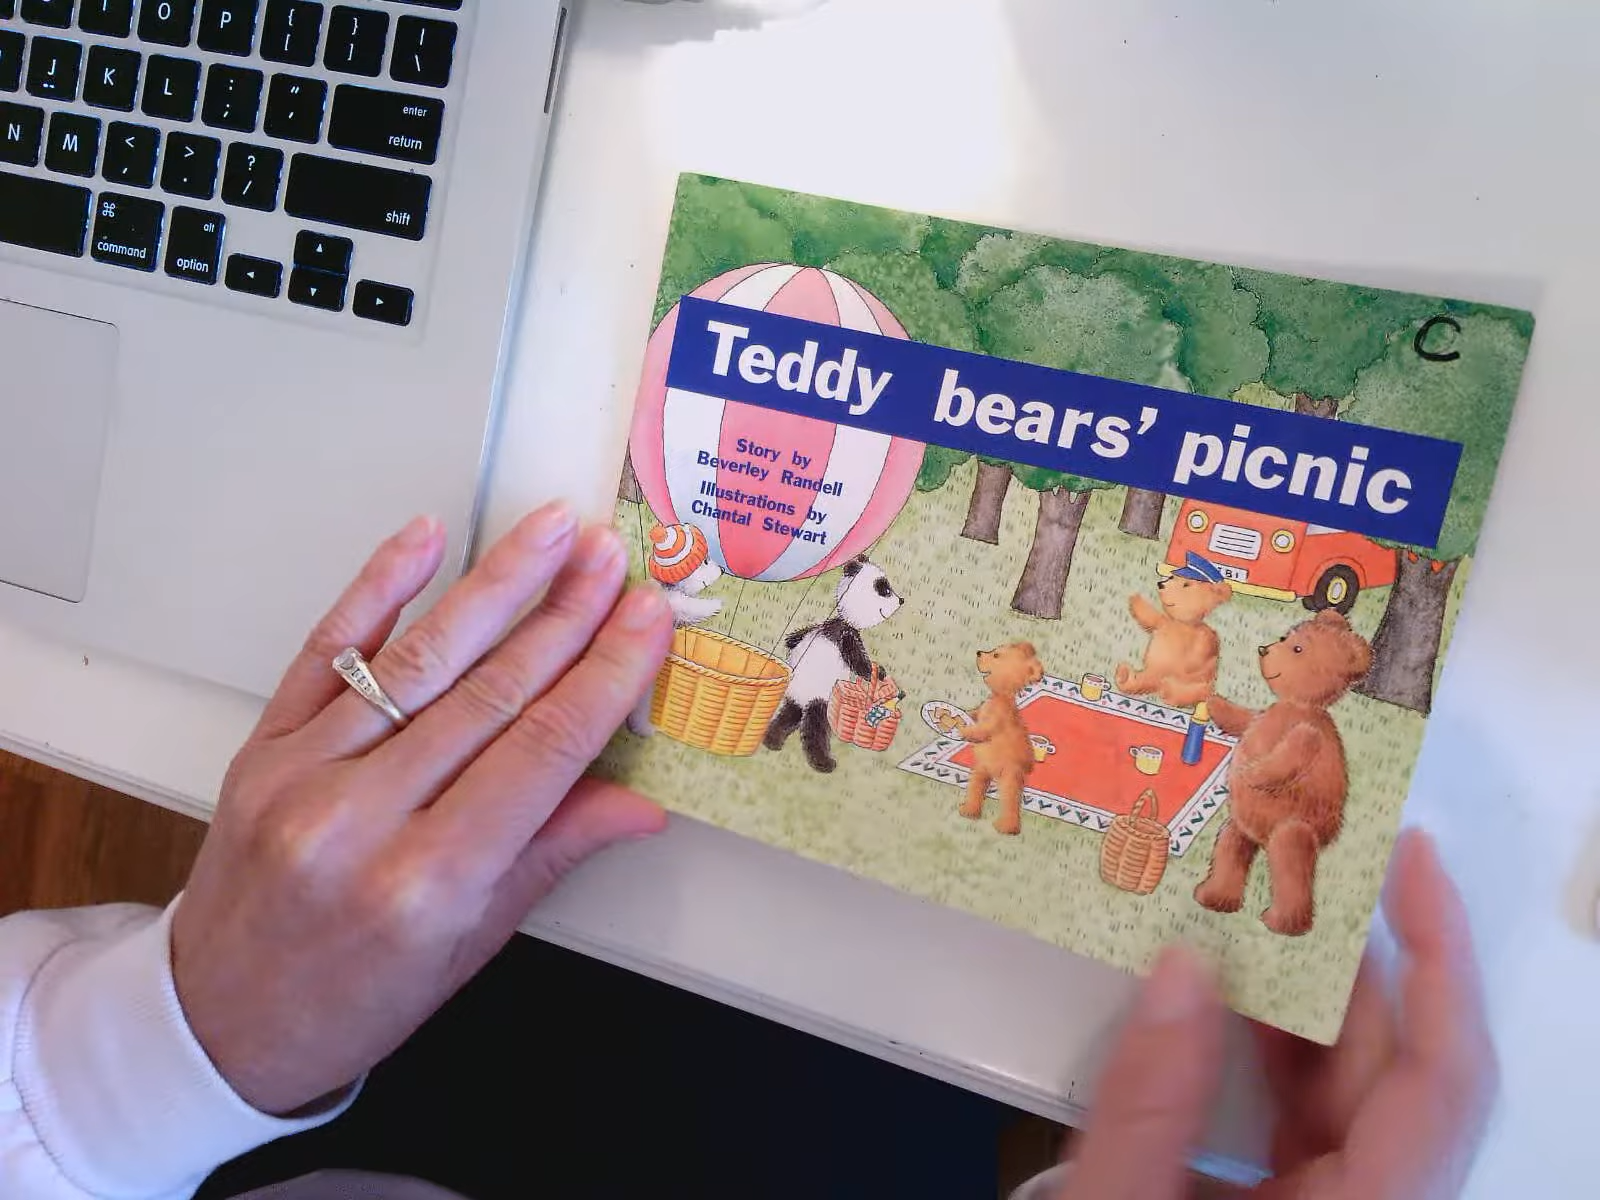 O P { [ } ] | \
J K L : ; " ' enter return
N M < , > . ? / shift
⌘ command alt option
C
Teddy bears' picnic
Story by
Beverley Randell
Illustrations by
Chantal Stewart